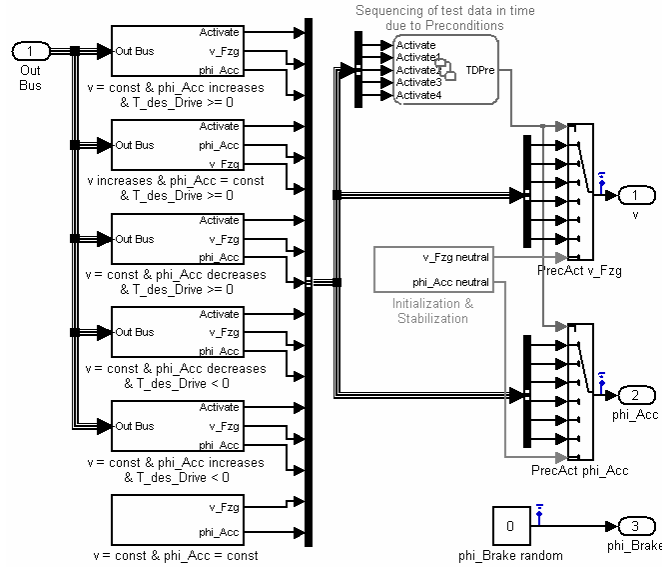 1
Out
Bus
Out Bus
Activate
v_Fzg
phi_Acc
v = const & phi_Acc increases
& T_des_Drive >= 0
Out Bus
Activate
phi_Acc
v_Fzg
v increases & phi_Acc = const
& T_des_Drive >= 0
Out Bus
Activate
v_Fzg
phi_Acc
v = const & phi_Acc decreases
& T_des_Drive >= 0
Out Bus
Activate
v_Fzg
phi_Acc
v = const & phi_Acc decreases
& T_des_Drive < 0
Out Bus
Activate
v_Fzg
phi_Acc
v = const & phi_Acc increases
& T_des_Drive < 0
v_Fzg
phi_Acc
v = const & phi_Acc = const
Sequencing of test data in time
due to Preconditions
Activate
Activate1
Activate2
Activate3
Activate4
TDPre
v_Fzg neutral
phi_Acc neutral
Initialization &
Stabilization
PrecAct v_Fzg
1
v
PrecAct phi_Acc
2
phi_Acc
0
phi_Brake random
3
phi_Brake